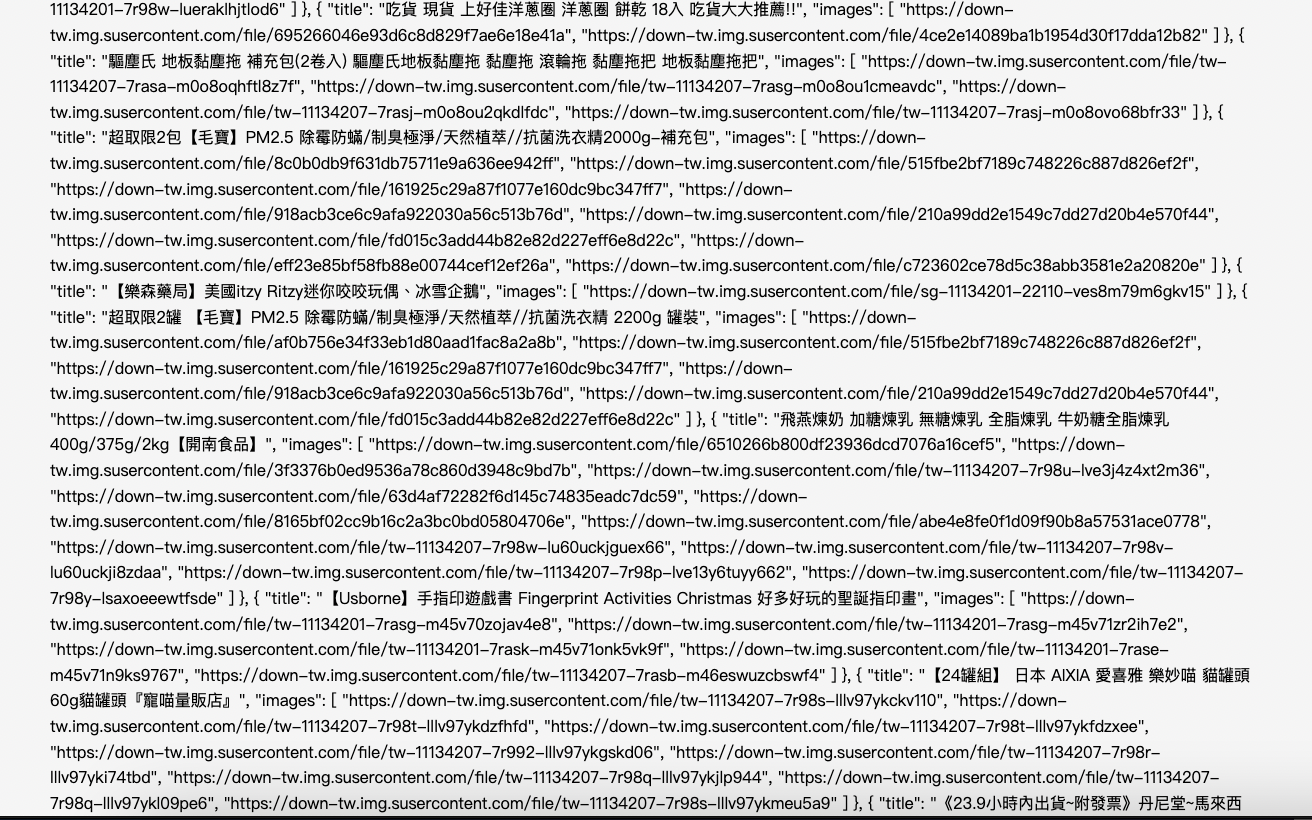 11134201-7r98w-lueraklhjtlod6" ] }, { "title": "吃貨 現貨 上好佳洋蔥圈 洋蔥圈 餅乾 18入 吃貨大大推薦!!", "images": [ "https://down-
tw.img.susercontent.com/file/695266046e93d6c8d829f7ae6e18e41a", "https://down-tw.img.susercontent.com/file/4ce2e14089ba1b1954d30f17dda12b82" ] }, {
"title": "驅塵氏 地板黏塵拖 補充包(2卷入) 驅塵氏地板黏塵拖 黏塵拖 滾輪拖 黏塵拖把 地板黏塵拖把", "images": [ "https://down-tw.img.susercontent.com/file/tw-
11134207-7rasa-m0o8oqhftl8z7f", "https://down-tw.img.susercontent.com/file/tw-11134207-7rasg-m0o8ou1cmeavdc", "https://down-
tw.img.susercontent.com/file/tw-11134207-7rasj-m0o8ou2qkdlfdc", "https://down-tw.img.susercontent.com/file/tw-11134207-7rasj-m0o8ovo68bfr33" ] }, {
"title": "超取限2包【毛寶】PM2.5 除霉防蟎/制臭極淨/天然植萃//抗菌洗衣精2000g-補充包", "images": [ "https://down-
tw.img.susercontent.com/file/8c0b0db9f631db75711e9a636ee942ff", "https://down-tw.img.susercontent.com/file/515fbe2bf7189c748226c887d826ef2f",
"https://down-tw.img.susercontent.com/file/161925c29a87f1077e160dc9bc347ff7", "https://down-
tw.img.susercontent.com/file/918acb3ce6c9afa922030a56c513b76d", "https://down-tw.img.susercontent.com/file/210a99dd2e1549c7dd27d20b4e570f44",
"https://down-tw.img.susercontent.com/file/fd015c3add44b82e82d227eff6e8d22c", "https://down-
tw.img.susercontent.com/file/eff23e85bf58fb88e00744cef12ef26a", "https://down-tw.img.susercontent.com/file/c723602ce78d5c38abb3581e2a20820e" ] }, {
"title": "【樂森藥局】美國itzy Ritzy迷你咬咬玩偶、冰雪企鵝", "images": [ "https://down-tw.img.susercontent.com/file/sg-11134201-22110-ves8m79m6gkv15" ] }, {
"title": "超取限2罐 【毛寶】PM2.5 除霉防蟎/制臭極淨/天然植萃//抗菌洗衣精 2200g 罐裝", "images": [ "https://down-
tw.img.susercontent.com/file/af0b756e34f33eb1d80aad1fac8a2a8b", "https://down-tw.img.susercontent.com/file/515fbe2bf7189c748226c887d826ef2f",
"https://down-tw.img.susercontent.com/file/161925c29a87f1077e160dc9bc347ff7", "https://down-
tw.img.susercontent.com/file/918acb3ce6c9afa922030a56c513b76d", "https://down-tw.img.susercontent.com/file/210a99dd2e1549c7dd27d20b4e570f44",
"https://down-tw.img.susercontent.com/file/fd015c3add44b82e82d227eff6e8d22c" ] }, { "title": "飛燕煉奶 加糖煉乳 無糖煉乳 全脂煉乳 牛奶糖全脂煉乳
400g/375g/2kg【開南食品】", "images": [ "https://down-tw.img.susercontent.com/file/6510266b800df23936dcd7076a16cef5", "https://down-
tw.img.susercontent.com/file/3f3376b0ed9536a78c860d3948c9bd7b", "https://down-tw.img.susercontent.com/file/tw-11134207-7r98u-lve3j4z4xt2m36",
"https://down-tw.img.susercontent.com/file/63d4af72282f6d145c74835eadc7dc59", "https://down-
tw.img.susercontent.com/file/8165bf02cc9b16c2a3bc0bd05804706e", "https://down-tw.img.susercontent.com/file/abe4e8fe0f1d09f90b8a57531ace0778",
"https://down-tw.img.susercontent.com/file/tw-11134207-7r98w-lu60uckjguex66", "https://down-tw.img.susercontent.com/file/tw-11134207-7r98v-
lu60uckji8zdaa", "https://down-tw.img.susercontent.com/file/tw-11134207-7r98p-lve13y6tuyy662", "https://down-tw.img.susercontent.com/file/tw-11134207-
7r98y-lsaxoeeewtfsde" ] }, { "title": "【Usborne】手指印遊戲書 Fingerprint Activities Christmas 好多好玩的聖誕指印畫", "images": [ "https://down-
tw.img.susercontent.com/file/tw-11134201-7rasg-m45v70zojav4e8", "https://down-tw.img.susercontent.com/file/tw-11134201-7rasg-m45v71zr2ih7e2",
"https://down-tw.img.susercontent.com/file/tw-11134201-7rask-m45v71onk5vk9f", "https://down-tw.img.susercontent.com/file/tw-11134201-7rase-
m45v71n9ks9767", "https://down-tw.img.susercontent.com/file/tw-11134207-7rasb-m46eswuzcbswf4" ] }, { "title": "【24罐組】 日本 AIXIA 愛喜雅 樂妙喵 貓罐頭
60g貓罐頭『寵喵量販店』", "images": [ "https://down-tw.img.susercontent.com/file/tw-11134207-7r98s-lllv97ykckv110", "https://down-
tw.img.susercontent.com/file/tw-11134207-7r98t-lllv97ykdzfhfd", "https://down-tw.img.susercontent.com/file/tw-11134207-7r98t-lllv97ykfdzxee",
"https://down-tw.img.susercontent.com/file/tw-11134207-7r992-lllv97ykgskd06", "https://down-tw.img.susercontent.com/file/tw-11134207-7r98r-
lllv97yki74tbd", "https://down-tw.img.susercontent.com/file/tw-11134207-7r98q-lllv97ykjlp944", "https://down-tw.img.susercontent.com/file/tw-11134207-
7r98q-lllv97ykl09pe6", "https://down-tw.img.susercontent.com/file/tw-11134207-7r98s-lllv97ykmeu5a9" ] }, { "title": "《23.9小時內出貨~附發票》丹尼堂~馬來西